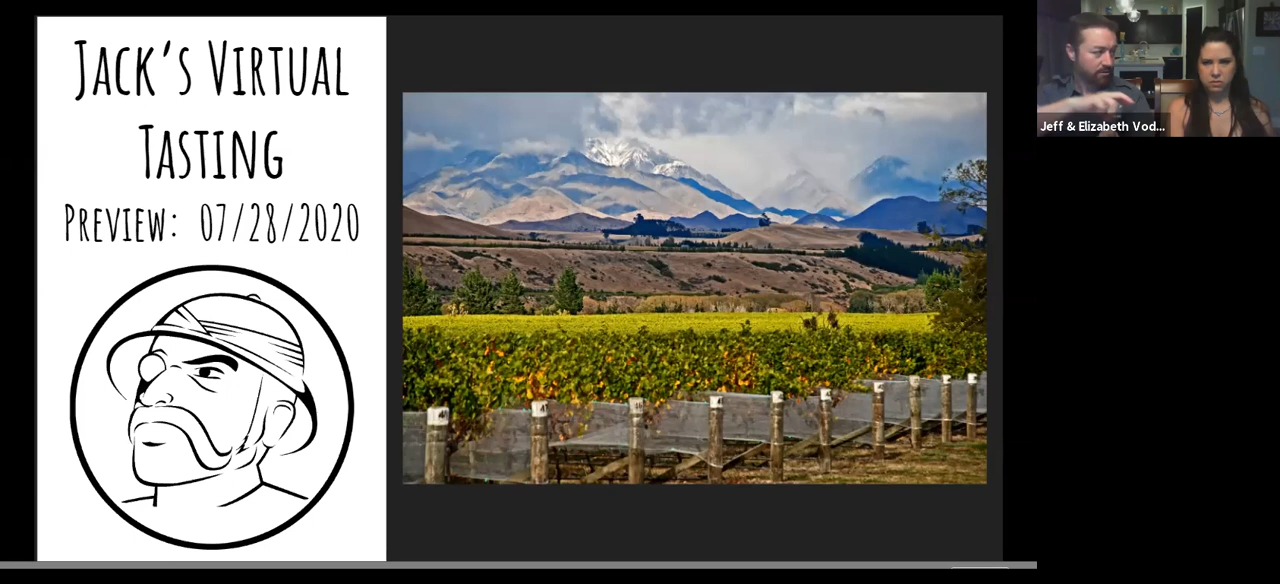 Jack's Virtual
Tasting
Preview: 07/28/2020
Jeff & Elizabeth Vod...